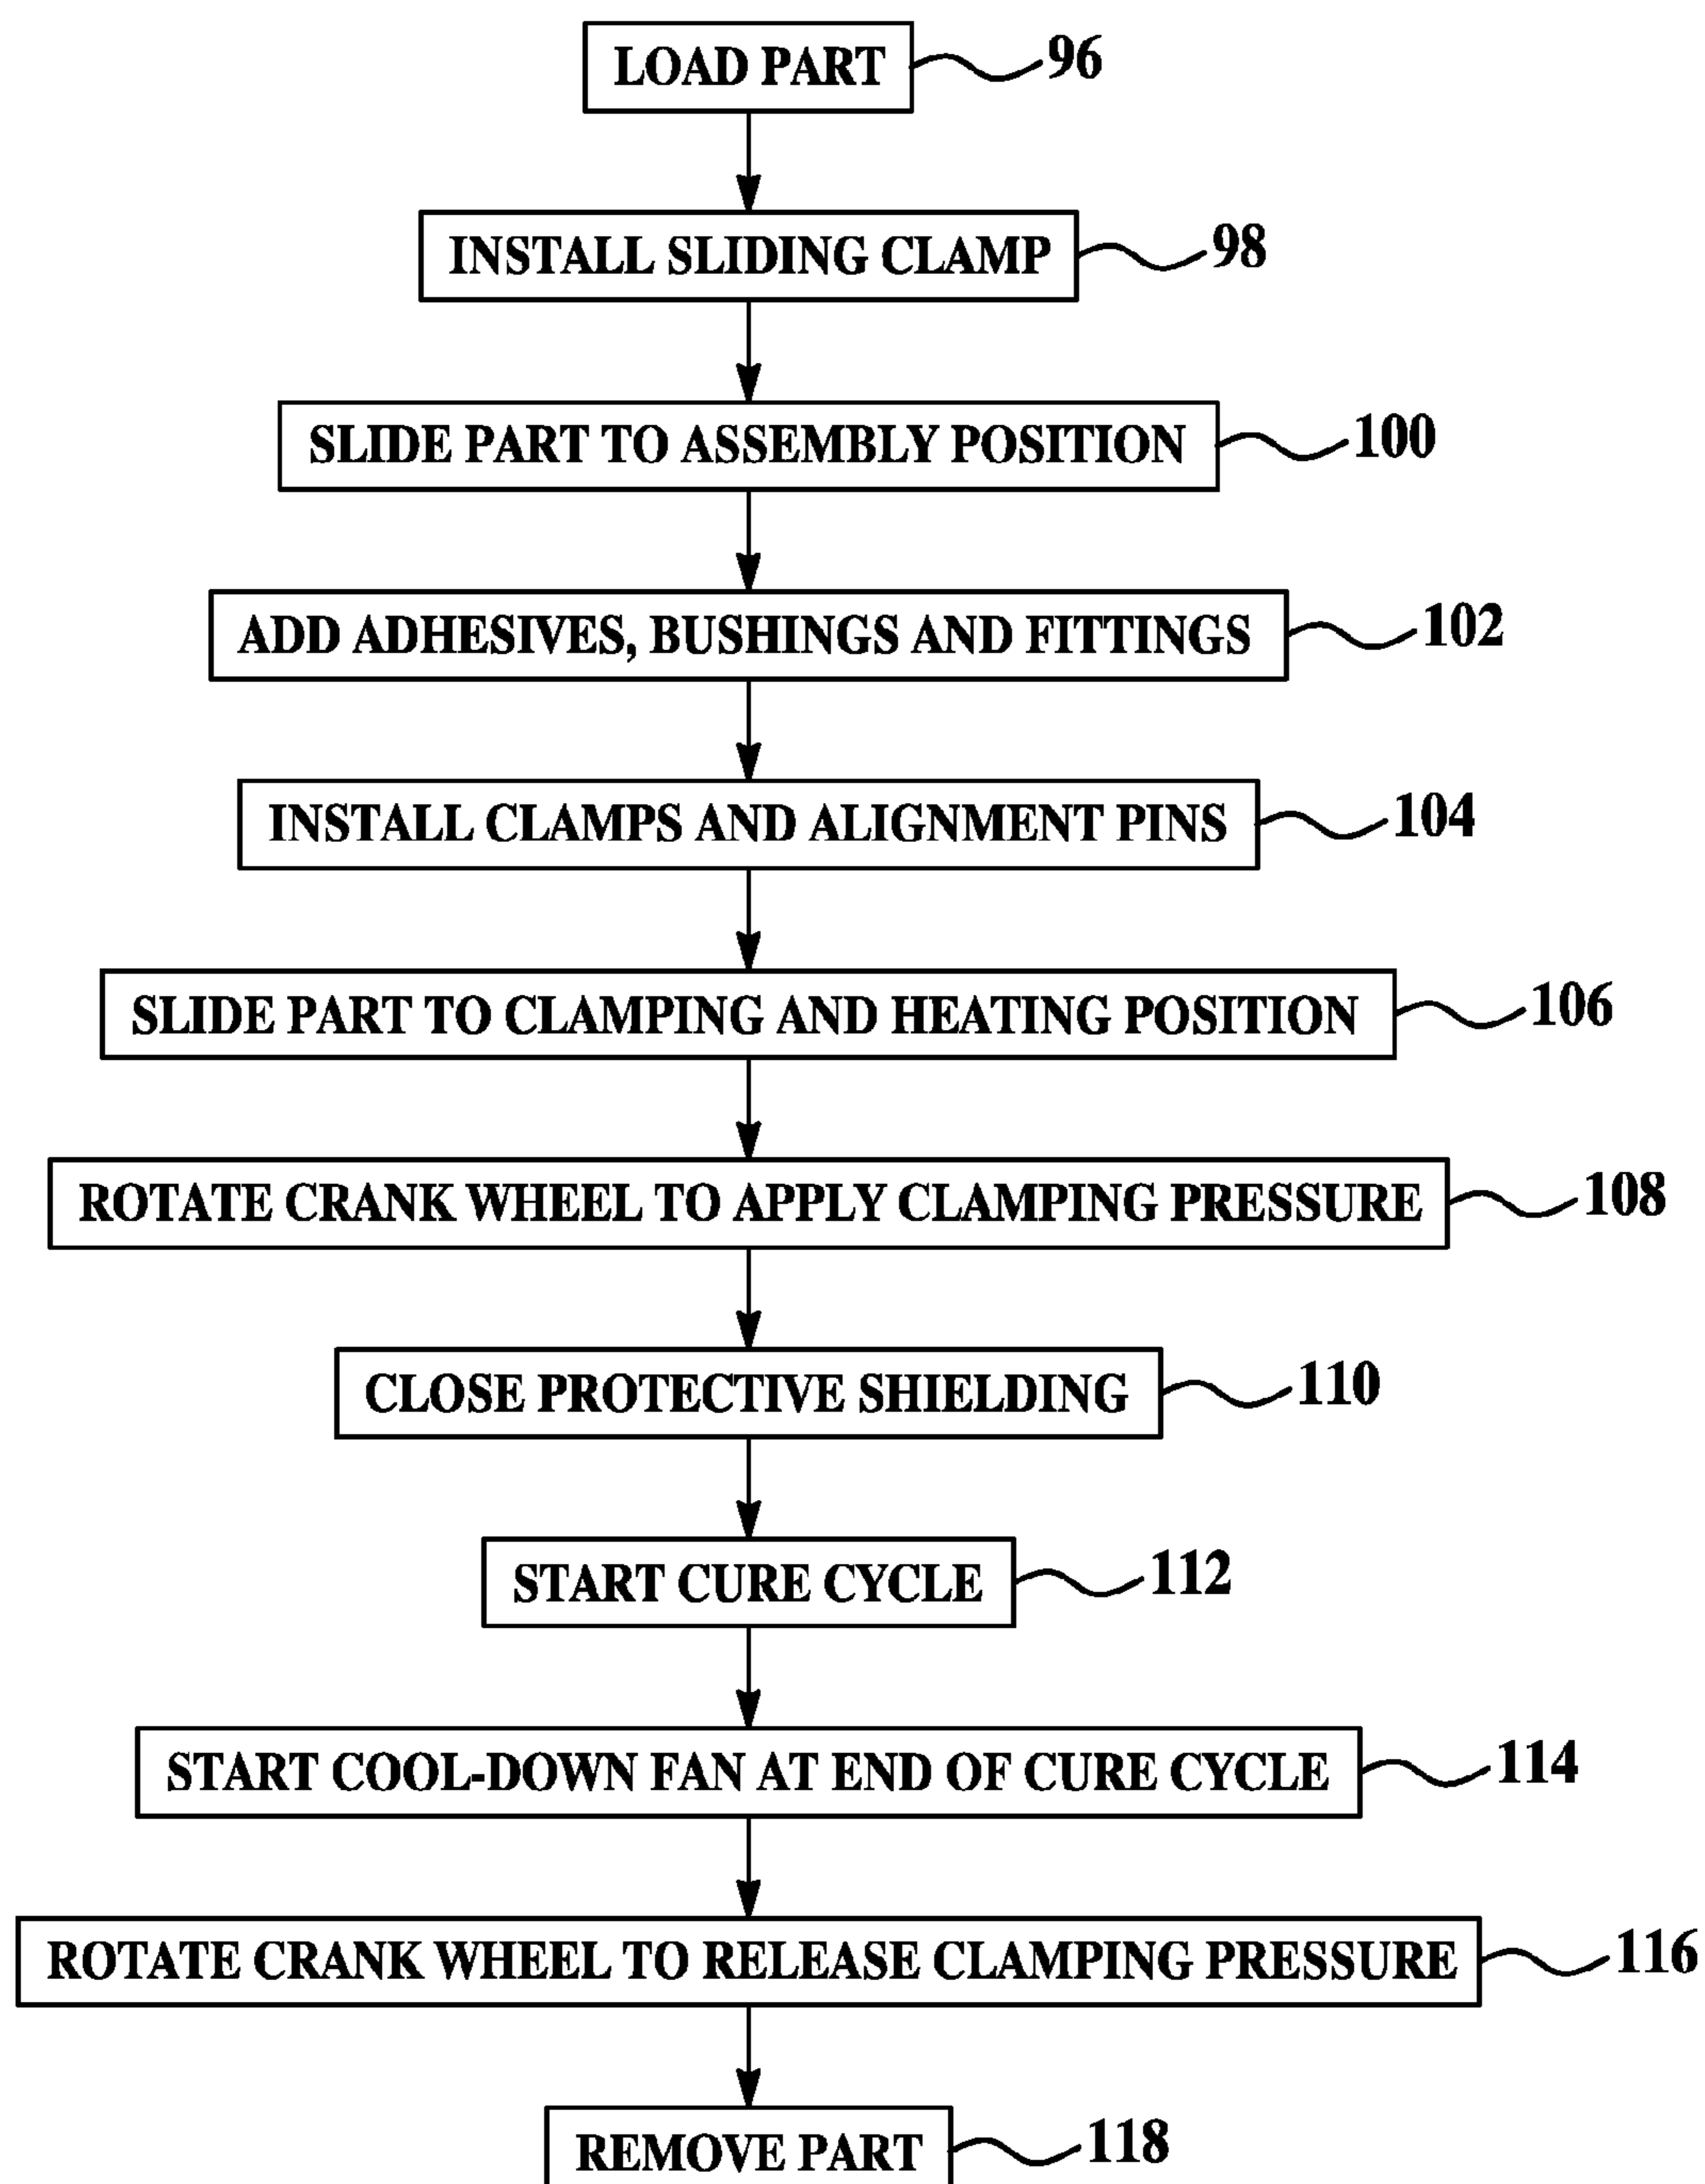 LOAD PART 96
INSTALL SLIDING CLAMP 98
SLIDE PART TO ASSEMBLY POSITION 100
ADD ADHESIVES, BUSHINGS AND FITTINGS 102
INSTALL CLAMPS AND ALIGNMENT PINS 104
SLIDE PART TO CLAMPING AND HEATING POSITION 106
ROTATE CRANK WHEEL TO APPLY CLAMPING PRESSURE 108
CLOSE PROTECTIVE SHIELDING 110
START CURE CYCLE 112
START COOL-DOWN FAN AT END OF CURE CYCLE 114
ROTATE CRANK WHEEL TO RELEASE CLAMPING PRESSURE 116
REMOVE PART 118